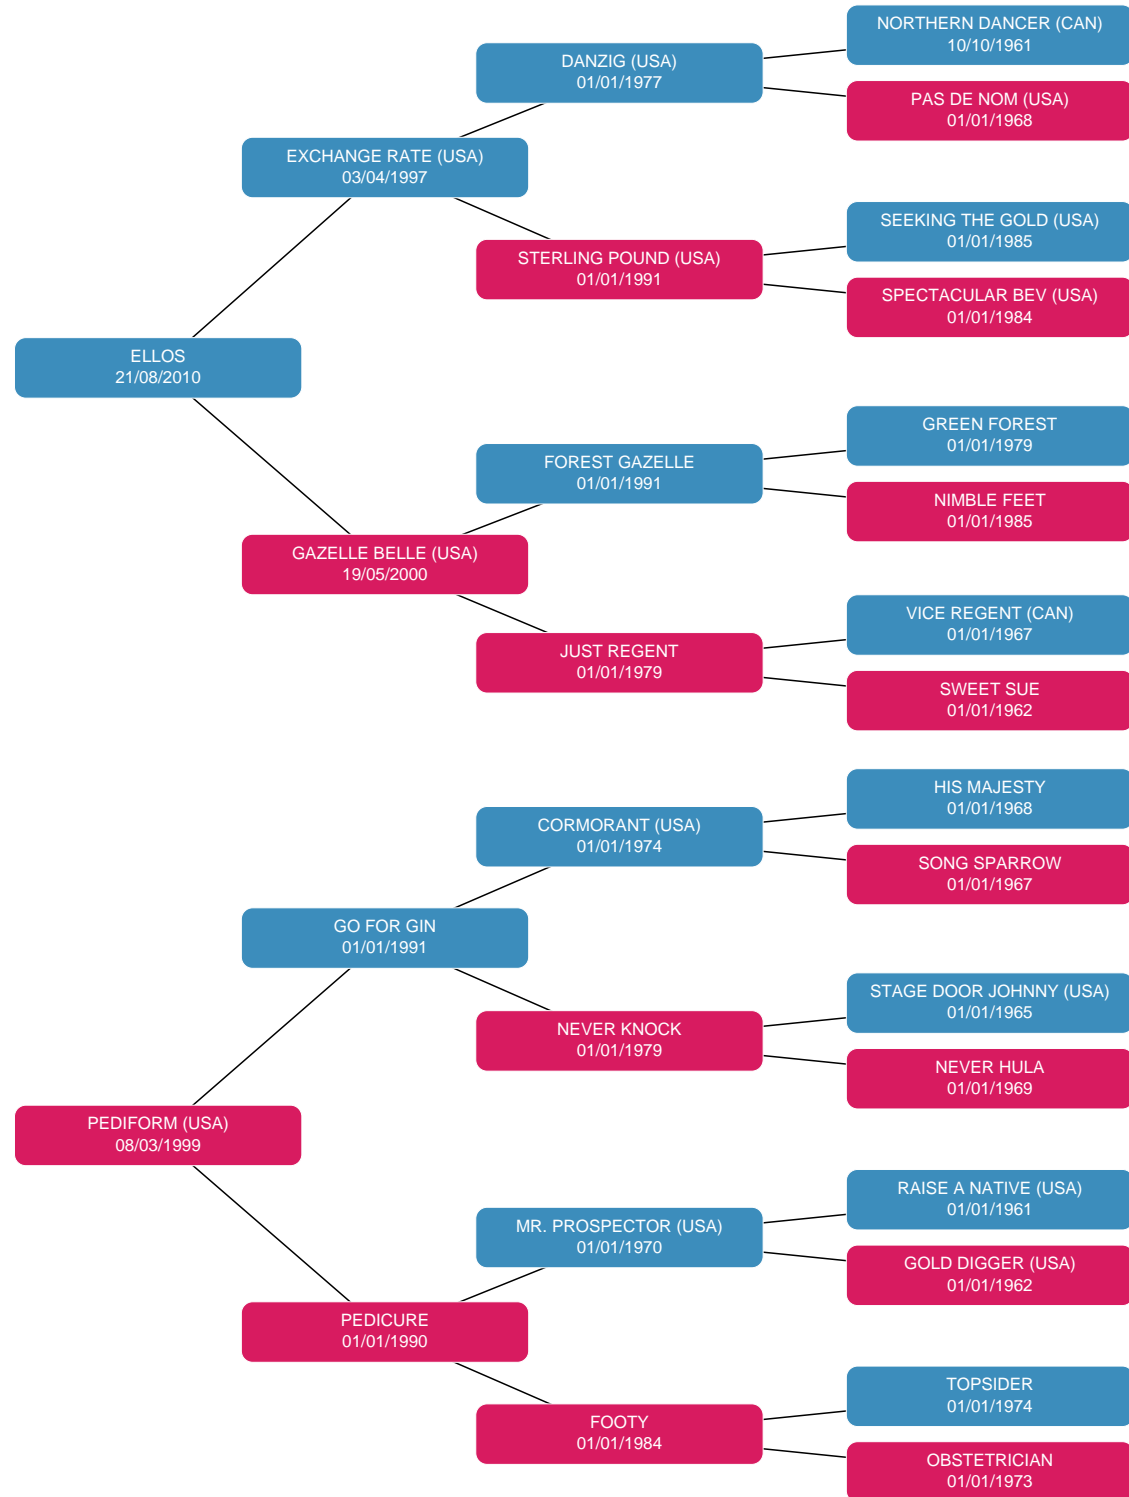 NORTHERN DANCER (CAN)
10/10/1961
DANZIG (USA)
01/01/1977
PAS DE NOM (USA)
01/01/1968
EXCHANGE RATE (USA)
03/04/1997
SEEKING THE GOLD (USA)
01/01/1985
STERLING POUND (USA)
01/01/1991
SPECTACULAR BEV (USA)
01/01/1984
ELLOS
21/08/2010
GREEN FOREST
01/01/1979
FOREST GAZELLE
01/01/1991
NIMBLE FEET
01/01/1985
GAZELLE BELLE (USA)
19/05/2000
VICE REGENT (CAN)
01/01/1967
JUST REGENT
01/01/1979
SWEET SUE
01/01/1962
HIS MAJESTY
01/01/1968
CORMORANT (USA)
01/01/1974
SONG SPARROW
01/01/1967
GO FOR GIN
01/01/1991
STAGE DOOR JOHNNY (USA)
01/01/1965
NEVER KNOCK
01/01/1979
NEVER HULA
01/01/1969
PEDIFORM (USA)
08/03/1999
RAISE A NATIVE (USA)
01/01/1961
MR. PROSPECTOR (USA)
01/01/1970
GOLD DIGGER (USA)
01/01/1962
PEDICURE
01/01/1990
TOPSIDER
01/01/1974
FOOTY
01/01/1984
OBSTETRICIAN
01/01/1973